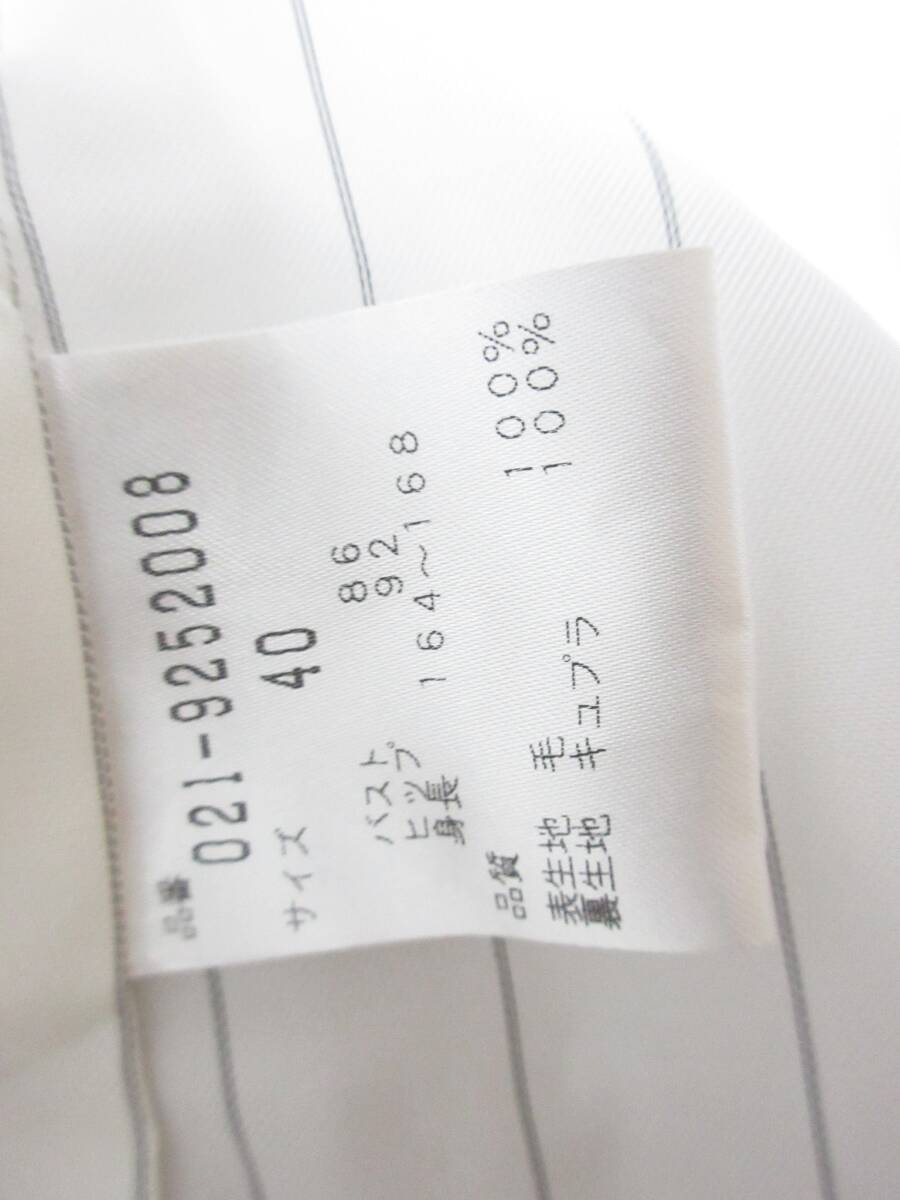 品番 021-9252008
サイズ 40
バスト 86
ヒップ 92
身長 164～168
品質
表生地 毛 100%
裏生地 キュプラ 100%